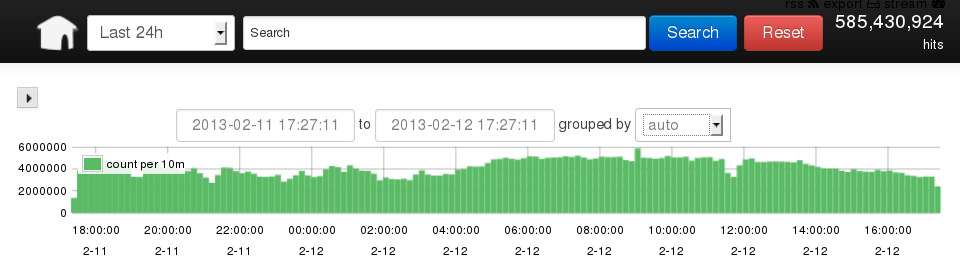 rss export stream
Last 24h Search Search Reset 585,430,924
hits
2013-02-11 17:27:11 to 2013-02-12 17:27:11 grouped by auto
6000000
count per 10m
4000000
2000000
0
18:00:00 20:00:00 22:00:00 00:00:00 02:00:00 04:00:00 06:00:00 08:00:00 10:00:00 12:00:00 14:00:00 16:00:00
2-11 2-11 2-11 2-12 2-12 2-12 2-12 2-12 2-12 2-12 2-12 2-12